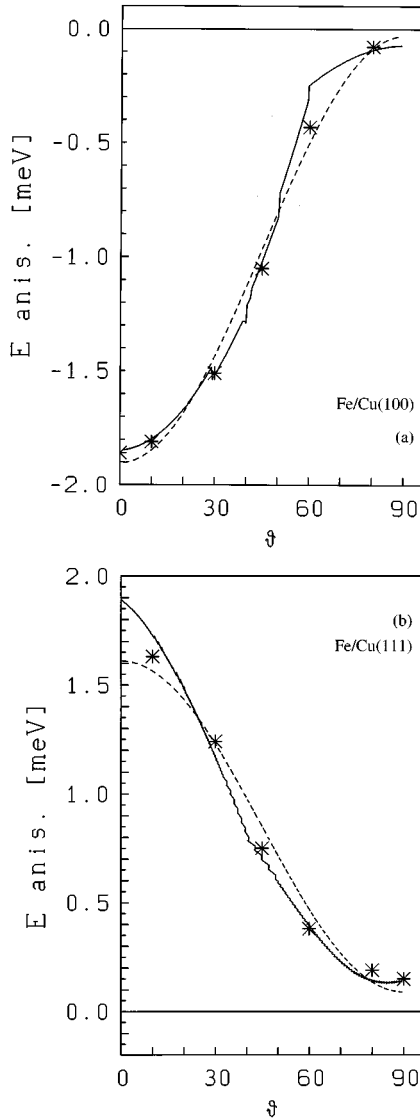 0.0
-0.5
-1.0
-1.5
-2.0
E anis. [meV]
Fe/Cu(100)
(a)
0 30 60 90
ϑ
2.0
1.5
1.0
0.5
0.0
E anis. [meV]
(b)
Fe/Cu(111)
0 30 60 90
ϑ